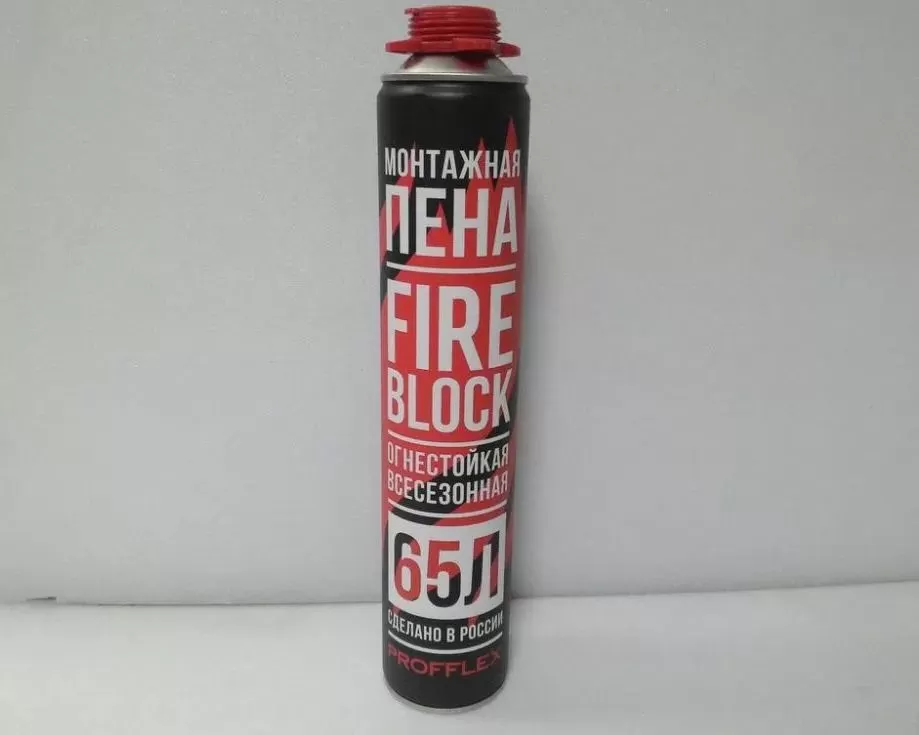 МОНТАЖНАЯ
ПЕНА
FIRE
BLOCK
ОГНЕСТОЙКАЯ
ВСЕСЕЗОННАЯ
65Л
СДЕЛАНО В РОССИИ
PROFFLEX